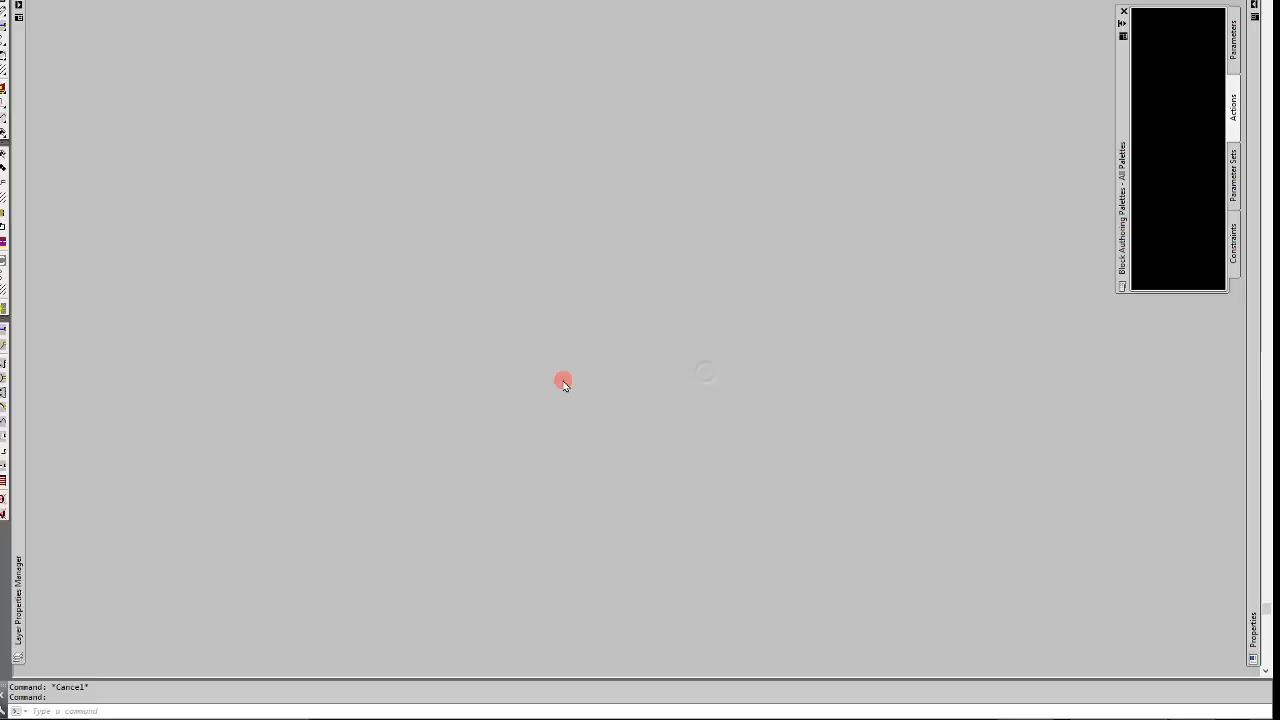 Parameters
Actions
Parameter Sets
Constraints
Block Authoring Palettes - All Palettes
Layer Properties Manager
Properties
Command: *Cancel*
Command:
Type a command